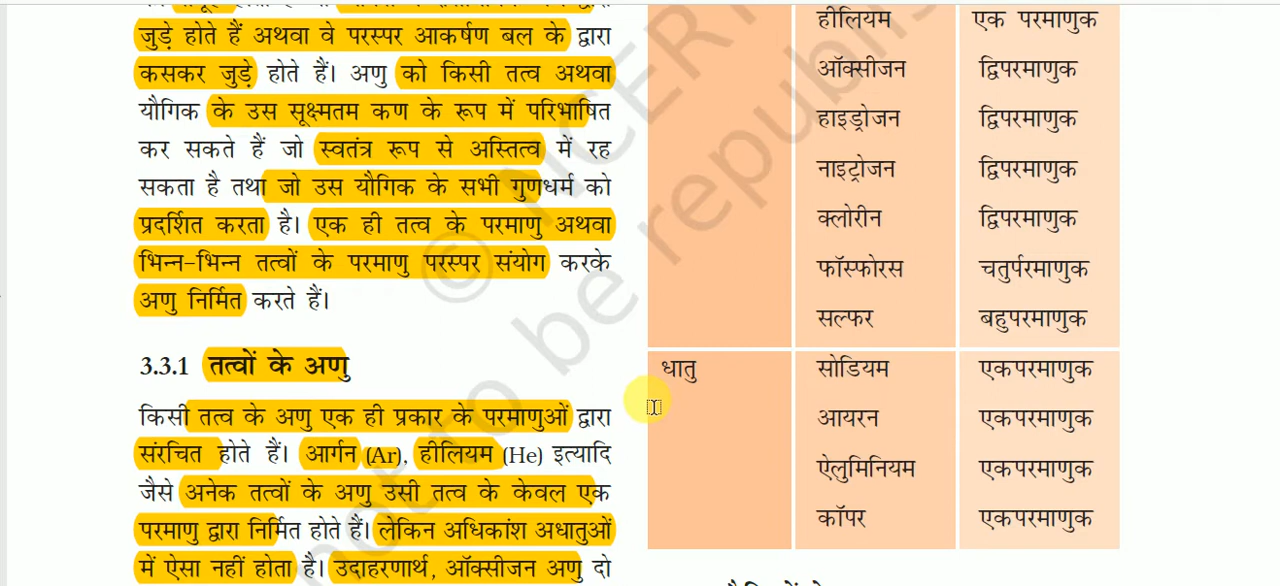 जुड़े होते हैं अथवा वे परस्पर आकर्षण बल के द्वारा
कसकर जुड़े होते हैं। अणु को किसी तत्व अथवा
यौगिक के उस सूक्ष्मतम कण के रूप में परिभाषित
कर सकते हैं जो स्वतंत्र रूप से अस्तित्व में रह
सकता है तथा जो उस यौगिक के सभी गुणधर्म को
प्रदर्शित करता है। एक ही तत्व के परमाणु अथवा
भिन्न-भिन्न तत्वों के परमाणु परस्पर संयोग करके
अणु निर्मित करते हैं।
3.3.1 तत्वों के अणु
किसी तत्व के अणु एक ही प्रकार के परमाणुओं द्वारा
संरचित होते हैं। आर्गन (Ar), हीलियम (He) इत्यादि
जैसे अनेक तत्वों के अणु उसी तत्व के केवल एक
परमाणु द्वारा निर्मित होते हैं। लेकिन अधिकांश अधातुओं
में ऐसा नहीं होता है। उदाहरणार्थ, ऑक्सीजन अणु दो
हीलियम एक परमाणुक
ऑक्सीजन द्विपरमाणुक
हाइड्रोजन द्विपरमाणुक
नाइट्रोजन द्विपरमाणुक
क्लोरीन द्विपरमाणुक
फॉस्फोरस चतुर्परमाणुक
सल्फर बहुपरमाणुक
धातु सोडियम एकपरमाणुक
आयरन एकपरमाणुक
ऐलुमिनियम एकपरमाणुक
कॉपर एकपरमाणुक
© NCERT
not to be republis